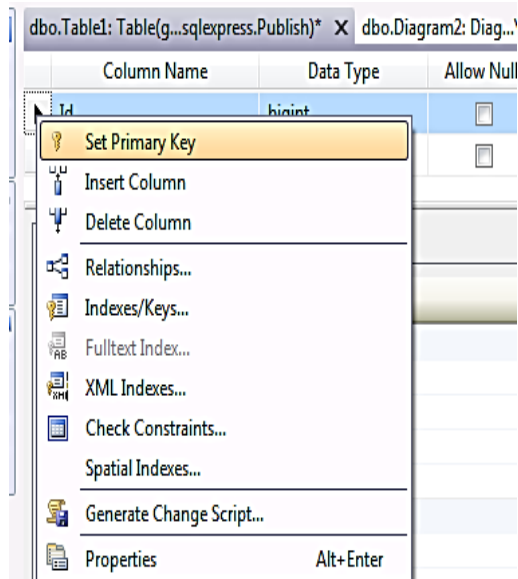 dbo.Table1: Table(g...sqlexpress.Publish)* X dbo.Diagram2: Diag...
Column Name Data Type Allow Null
Id bigint
Set Primary Key
Insert Column
Delete Column
Relationships...
Indexes/Keys...
Fulltext Index...
XML Indexes...
Check Constraints...
Spatial Indexes...
Generate Change Script...
Properties Alt+Enter